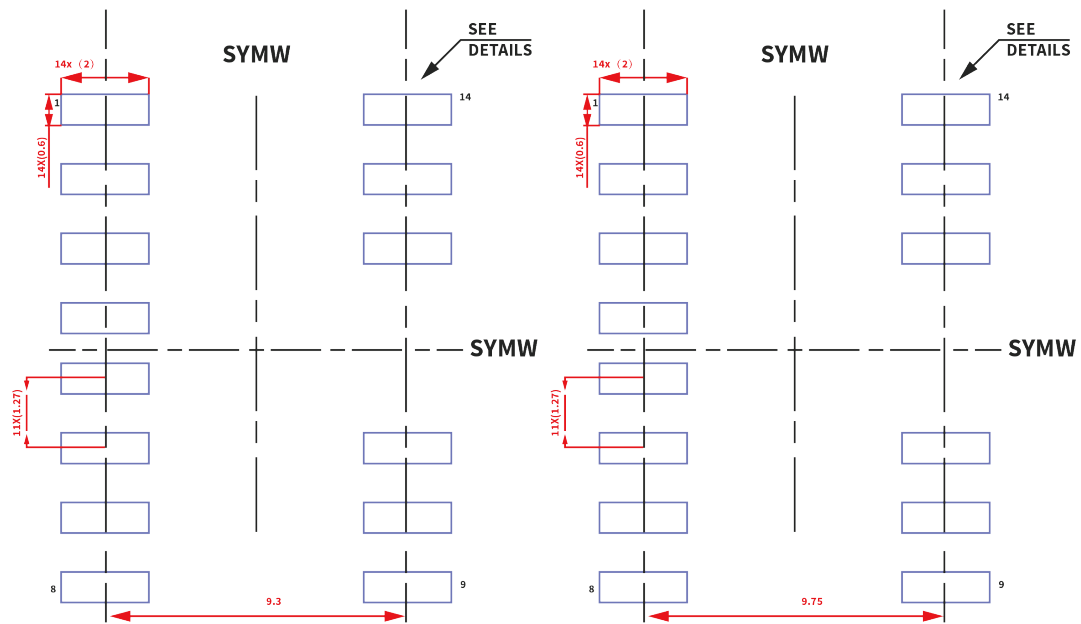 SYMW
SEE
DETAILS
14x（2）
1
14
14X(0.6)
SYMW
11X(1.27)
8
9
9.3
SYMW
SEE
DETAILS
14x（2）
1
14
14X(0.6)
SYMW
11X(1.27)
8
9
9.75